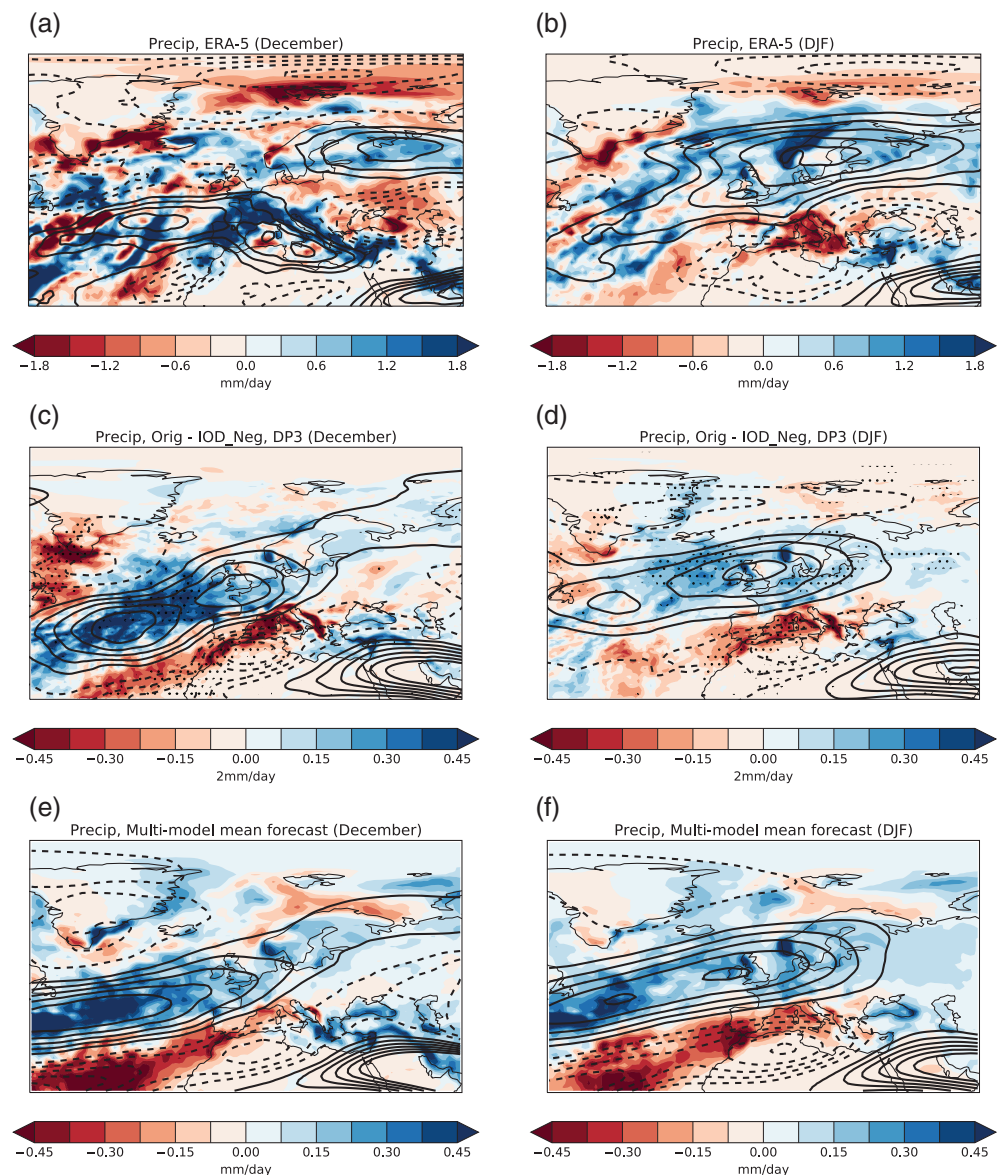 (a)
Precip, ERA-5 (December)
−1.8 −1.2 −0.6 0.0 0.6 1.2 1.8
mm/day
(b)
Precip, ERA-5 (DJF)
−1.8 −1.2 −0.6 0.0 0.6 1.2 1.8
mm/day
(c)
Precip, Orig - IOD_Neg, DP3 (December)
−0.45 −0.30 −0.15 0.00 0.15 0.30 0.45
2mm/day
(d)
Precip, Orig - IOD_Neg, DP3 (DJF)
−0.45 −0.30 −0.15 0.00 0.15 0.30 0.45
2mm/day
(e)
Precip, Multi-model mean forecast (December)
−0.45 −0.30 −0.15 0.00 0.15 0.30 0.45
mm/day
(f)
Precip, Multi-model mean forecast (DJF)
−0.45 −0.30 −0.15 0.00 0.15 0.30 0.45
mm/day